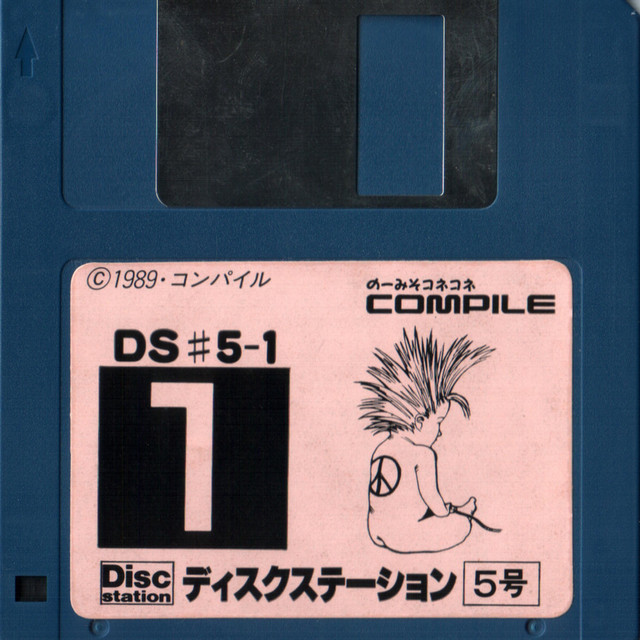 ©1989・コンパイル
のーみそコネコネ
COMPILE
DS#5-1
1
Disc station ディスクステーション 5号